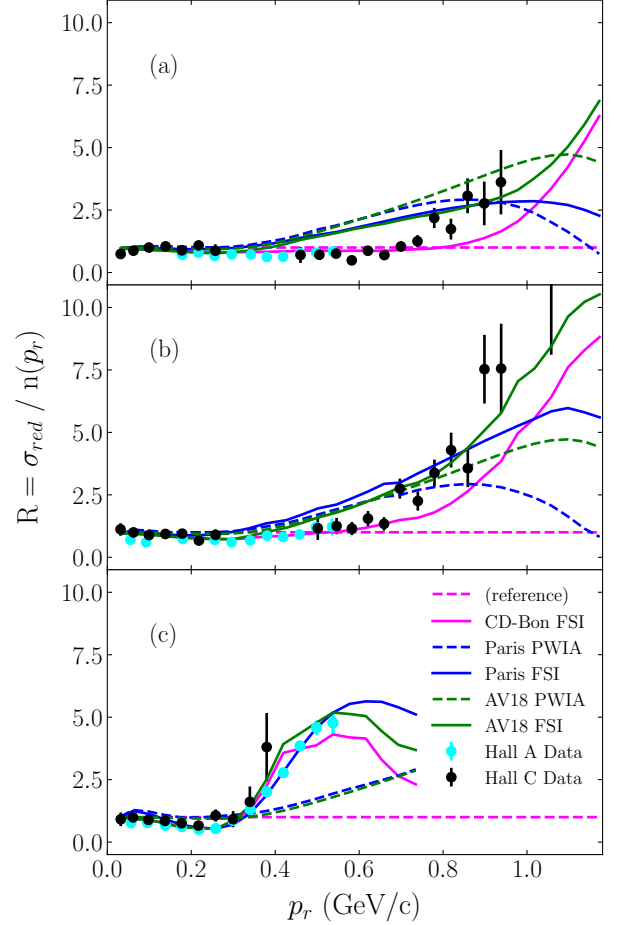 10.0
7.5
5.0
2.5
0.0
(a)
10.0
7.5
5.0
2.5
0.0
(b)
R = σ_red / n(p_r)
10.0
7.5
5.0
2.5
0.0
(c)
(reference)
CD-Bon FSI
Paris PWIA
Paris FSI
AV18 PWIA
AV18 FSI
Hall A Data
Hall C Data
0.0 0.2 0.4 0.6 0.8 1.0
p_r (GeV/c)